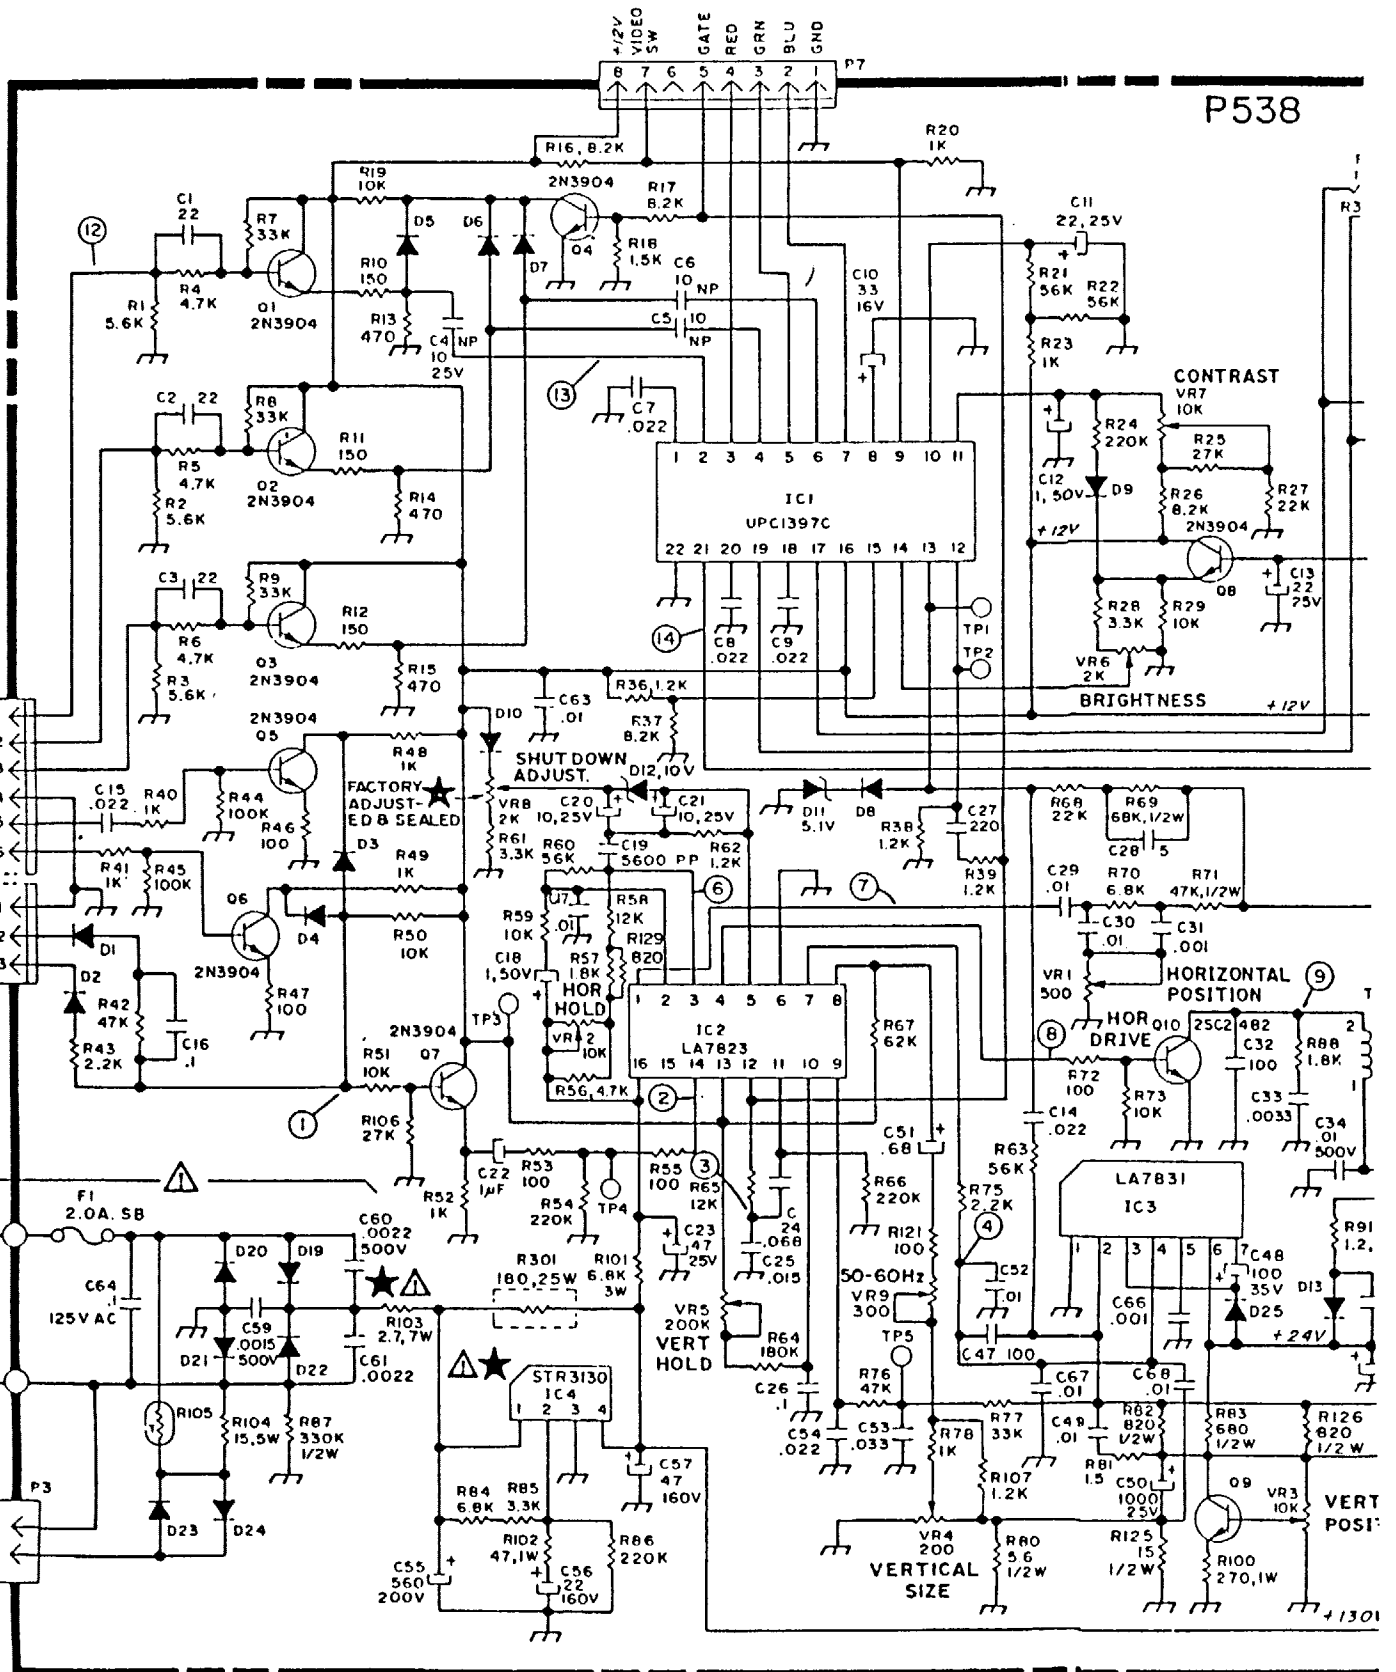 +12V
VIDEO
SW
GATE
RED
GRN
BLU
GND
8 7 6 5 4 3 2 1
P7
P538
R16, 8.2K
R20
1K
R19
10K
2N3904
R17
8.2K
C1
22
R7
33K
D5
D6
Q4
R18
1.5K
C11
22, 25V
12
R10
150
D7
C6
10
NP
C10
33
16V
R21
56K
R22
56K
R4
4.7K
R1
5.6K
Q1
2N3904
R13
470
C4
NP
10
25V
C5
10
NP
R23
1K
13
C7
.022
CONTRAST
VR7
10K
C2
22
R8
33K
R11
150
R24
220K
R25
27K
R5
4.7K
Q2
2N3904
R2
5.6K
R14
470
1 2 3 4 5 6 7 8 9 10 11
IC1
UPC1397C
22 21 20 19 18 17 16 15 14 13 12
C12
1, 50V
D9
R26
8.2K
R27
22K
2N3904
+12V
Q8
C13
22
25V
C3
22
R9
33K
R12
150
R6
4.7K
Q3
2N3904
R3
5.6K
R15
470
14
C8
.022
C9
.022
TP1
TP2
R28
3.3K
R29
10K
VR6
2K
BRIGHTNESS
+12V
C63
.01
R36, 1.2K
R37
8.2K
2N3904
Q5
R48
1K
D10
SHUT DOWN
ADJUST.
D12, 10V
FACTORY
ADJUST-
ED & SEALED
VR8
2K
C20
10, 25V
C21
10, 25V
D11
5.1V
D8
R38
1.2K
C27
220
R68
22K
R69
68K, 1/2W
C28
5
C15
.022
R40
1K
R44
100K
R46
100
D3
R49
1K
R61
3.3K
R60
56K
C19
5600 PP
R62
1.2K
R39
1.2K
R41
1K
R45
100K
Q6
6
7
C29
.01
R70
6.8K
R71
47K, 1/2W
D1
D4
R50
10K
R59
10K
.01
R58
12K
R129
820
C30
.01
C31
.001
D2
2N3904
C18
1, 50V
R57
1.8K
HOR
HOLD
VR1
500
HORIZONTAL
POSITION
9
R42
47K
R47
100
C16
.1
R43
2.2K
TP3
VR2
10K
1 2 3 4 5 6 7 8
IC2
LA7823
16 15 14 13 12 11 10 9
R67
62K
HOR
DRIVE
8
Q10
2SC2482
C32
100
R88
1.8K
2
1
2N3904
Q7
R51
10K
R56, 4.7K
2
R72
100
R73
10K
C33
.0033
1
R106
27K
C51
.68
C14
.022
C34
.01
500V
C22
1µF
R53
100
R55
100
3
R65
12K
R66
220K
R63
56K
LA7831
IC3
R52
1K
R54
220K
TP4
R75
2.2K
4
F1
2.0A. SB
C60
.0022
500V
D20
D19
C64
.1
125V AC
R301
180, 25W
R101
6.8K
3W
C23
47
25V
C24
.068
C25
.015
R121
100
50-60Hz
VR9
300
C52
.01
1 2 3 4 5 6 7
C48
100
35V
R91
1.2,
D13
D25
+24V
C59
.0015
500V
R103
2.7, 7W
D21
D22
C61
.0022
VR5
200K
VERT
HOLD
R64
180K
TP5
C47 100
C66
.001
STR3130
IC4
1 2 3 4
C26
.1
R76
47K
C67
.01
C68
.01
R105
T
R104
15, 5W
R87
330K
1/2W
C54
.022
C53
.033
R78
1K
R77
33K
C49
.01
R82
820
1/2W
R83
680
1/2W
R126
820
1/2W
C57
47
160V
R107
1.2K
R81
1.5
C50
1000
25V
Q9
VR3
10K
P3
R84
6.8K
R85
3.3K
D23
D24
R102
47, 1W
R86
220K
VR4
200
VERTICAL
SIZE
R80
5.6
1/2W
R125
15
1/2W
R100
270, 1W
C55
560
200V
C56
22
160V